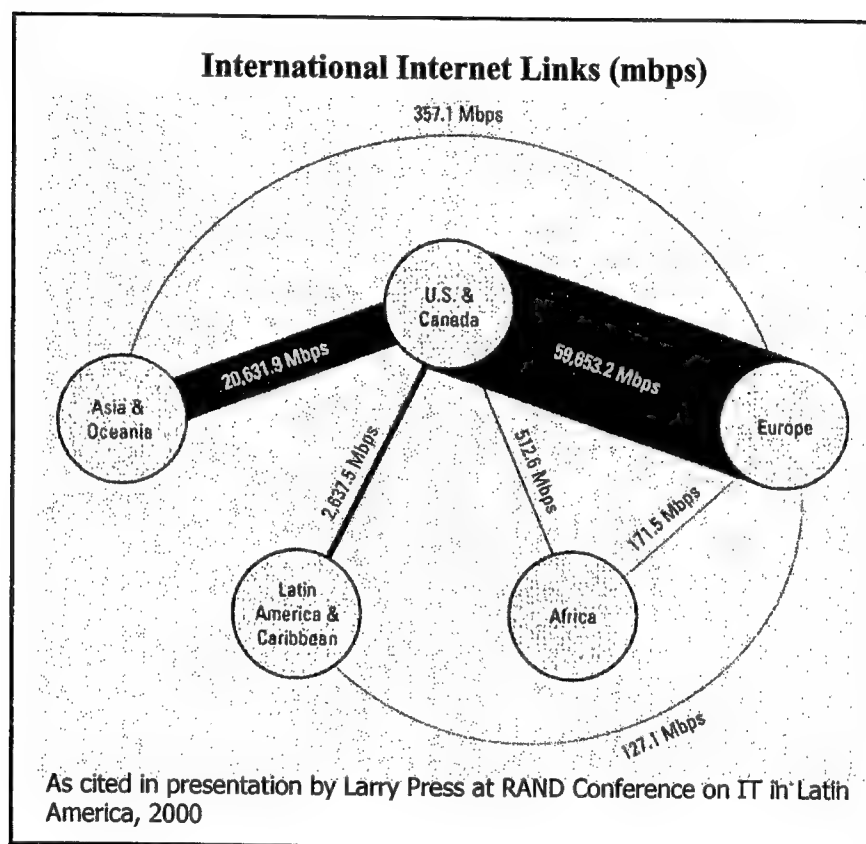 International Internet Links (mbps)
357.1 Mbps
U.S. &
Canada
20,631.9 Mbps
59,653.2 Mbps
Asia &
Oceania
Europe
2,637.5 Mbps
512.6 Mbps
171.5 Mbps
Latin
America &
Caribbean
Africa
127.1 Mbps
As cited in presentation by Larry Press at RAND Conference on IT in Latin
America, 2000